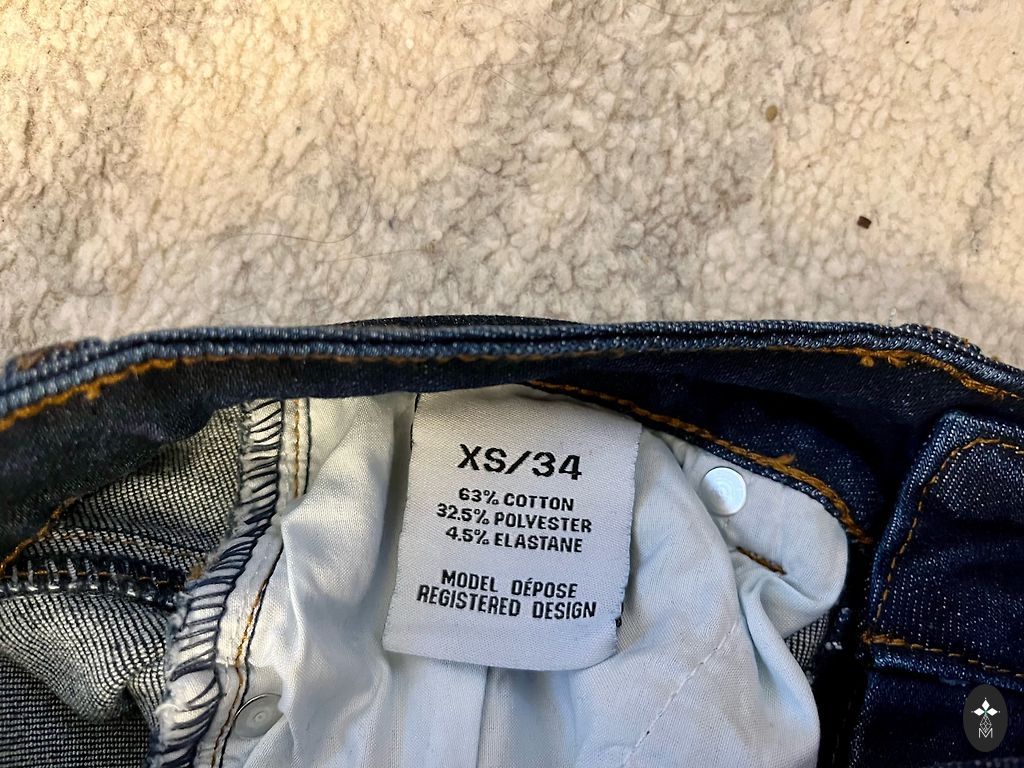 XS/34
63% COTTON
32.5% POLYESTER
4.5% ELASTANE
MODEL DÉPOSE
REGISTERED DESIGN
M